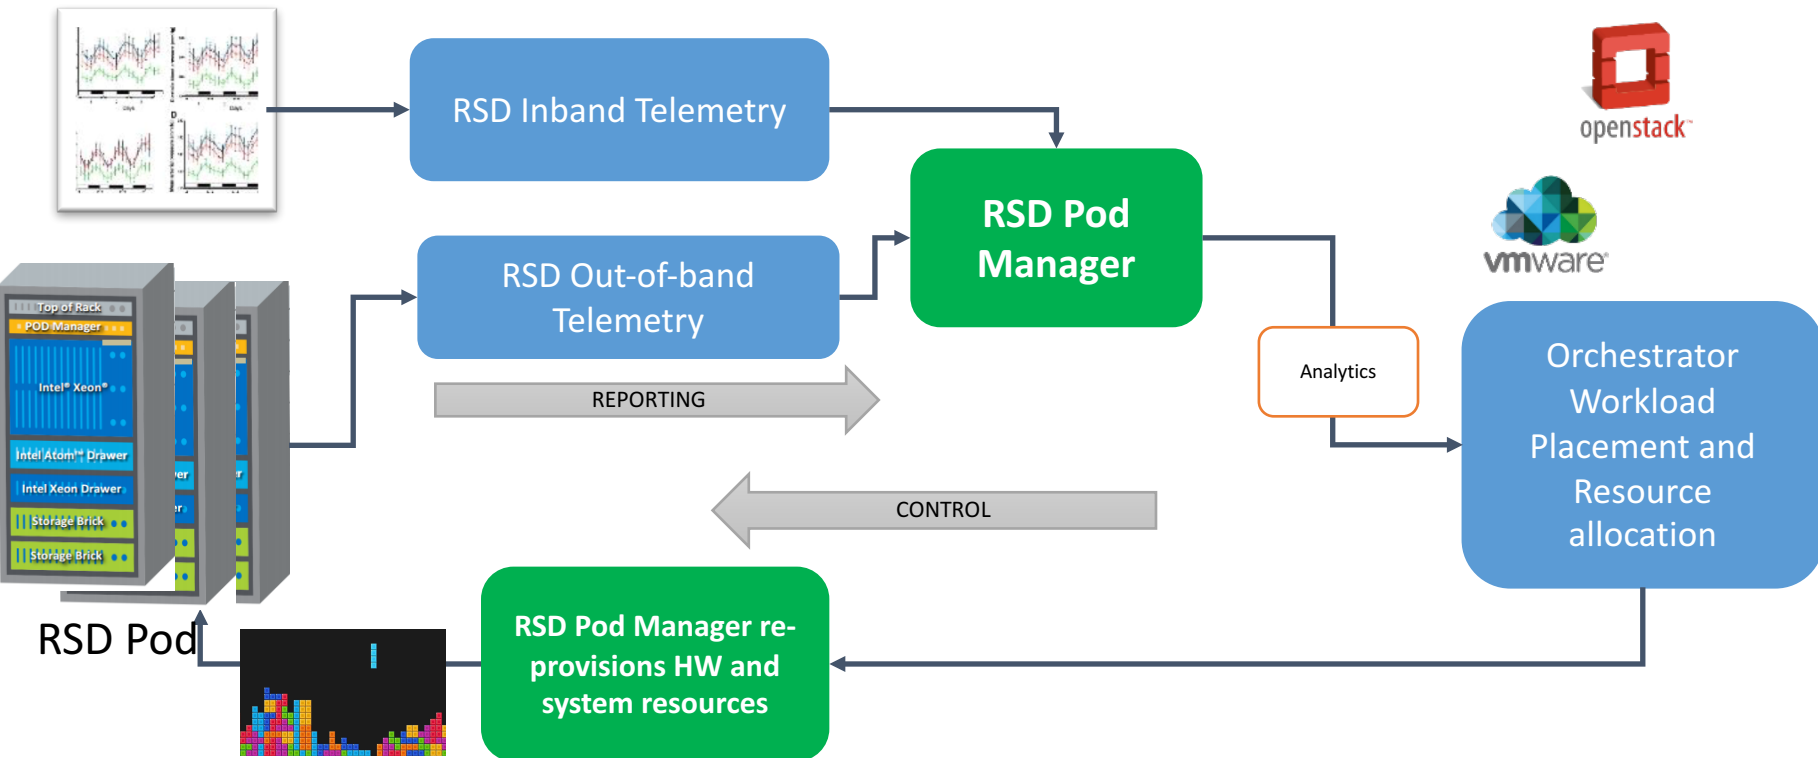 RSD Inband Telemetry
openstack™
RSD Pod
Manager
vmware®
RSD Out-of-band
Telemetry
Top of Rack
POD Manager
Intel® Xeon®
Intel Atom™ Drawer
Intel Xeon Drawer
Storage Brick
Storage Brick
RSD Pod
REPORTING
Analytics
Orchestrator
Workload
Placement and
Resource
allocation
CONTROL
RSD Pod Manager re-
provisions HW and
system resources